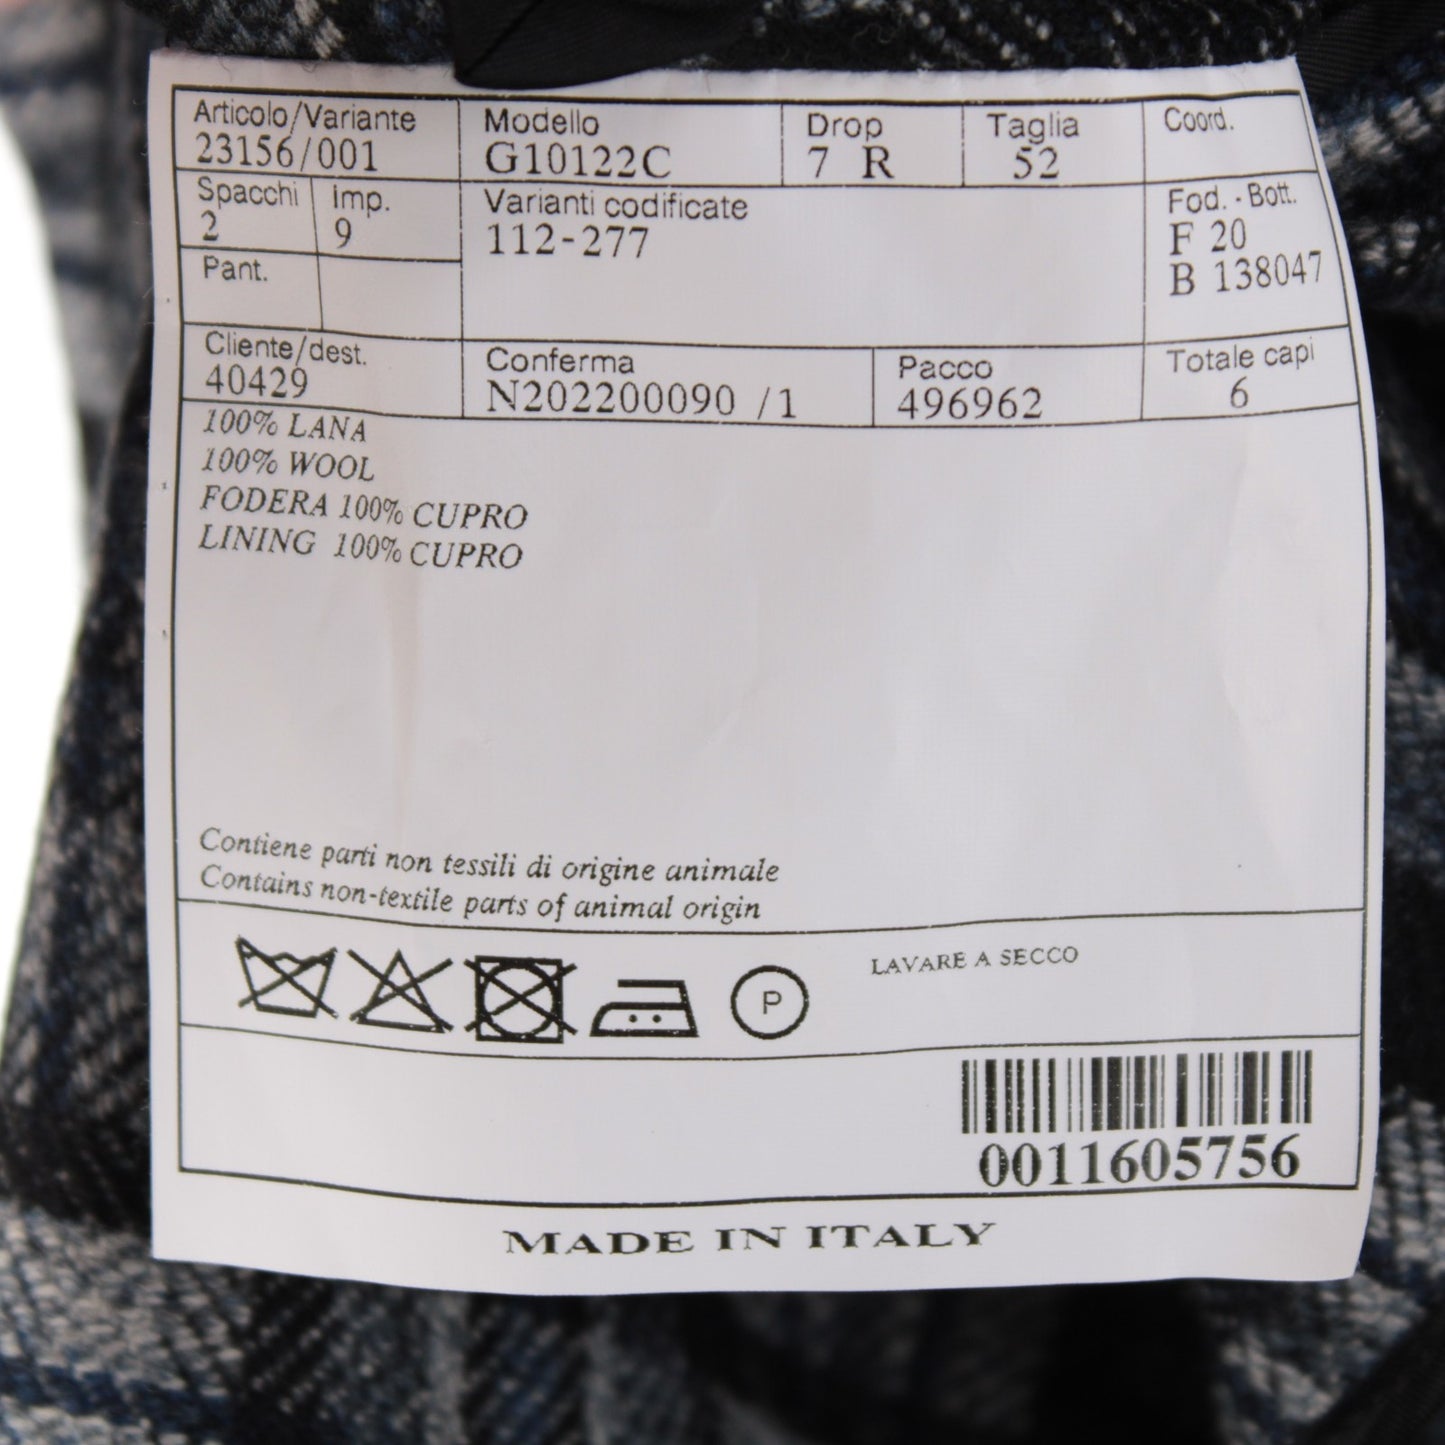 Articolo/Variante
23156/001
Modello
G10122C
Drop
7 R
Taglia
52
Coord.
Spacchi
2
Imp.
9
Varianti codificate
112-277
Fod. - Bott.
F 20
B 138047
Pant.
Cliente/dest.
40429
Conferma
N202200090 /1
Pacco
496962
Totale capi
6
100% LANA
100% WOOL
FODERA 100% CUPRO
LINING 100% CUPRO
Contiene parti non tessili di origine animale
Contains non-textile parts of animal origin
P
LAVARE A SECCO
0011605756
MADE IN ITALY